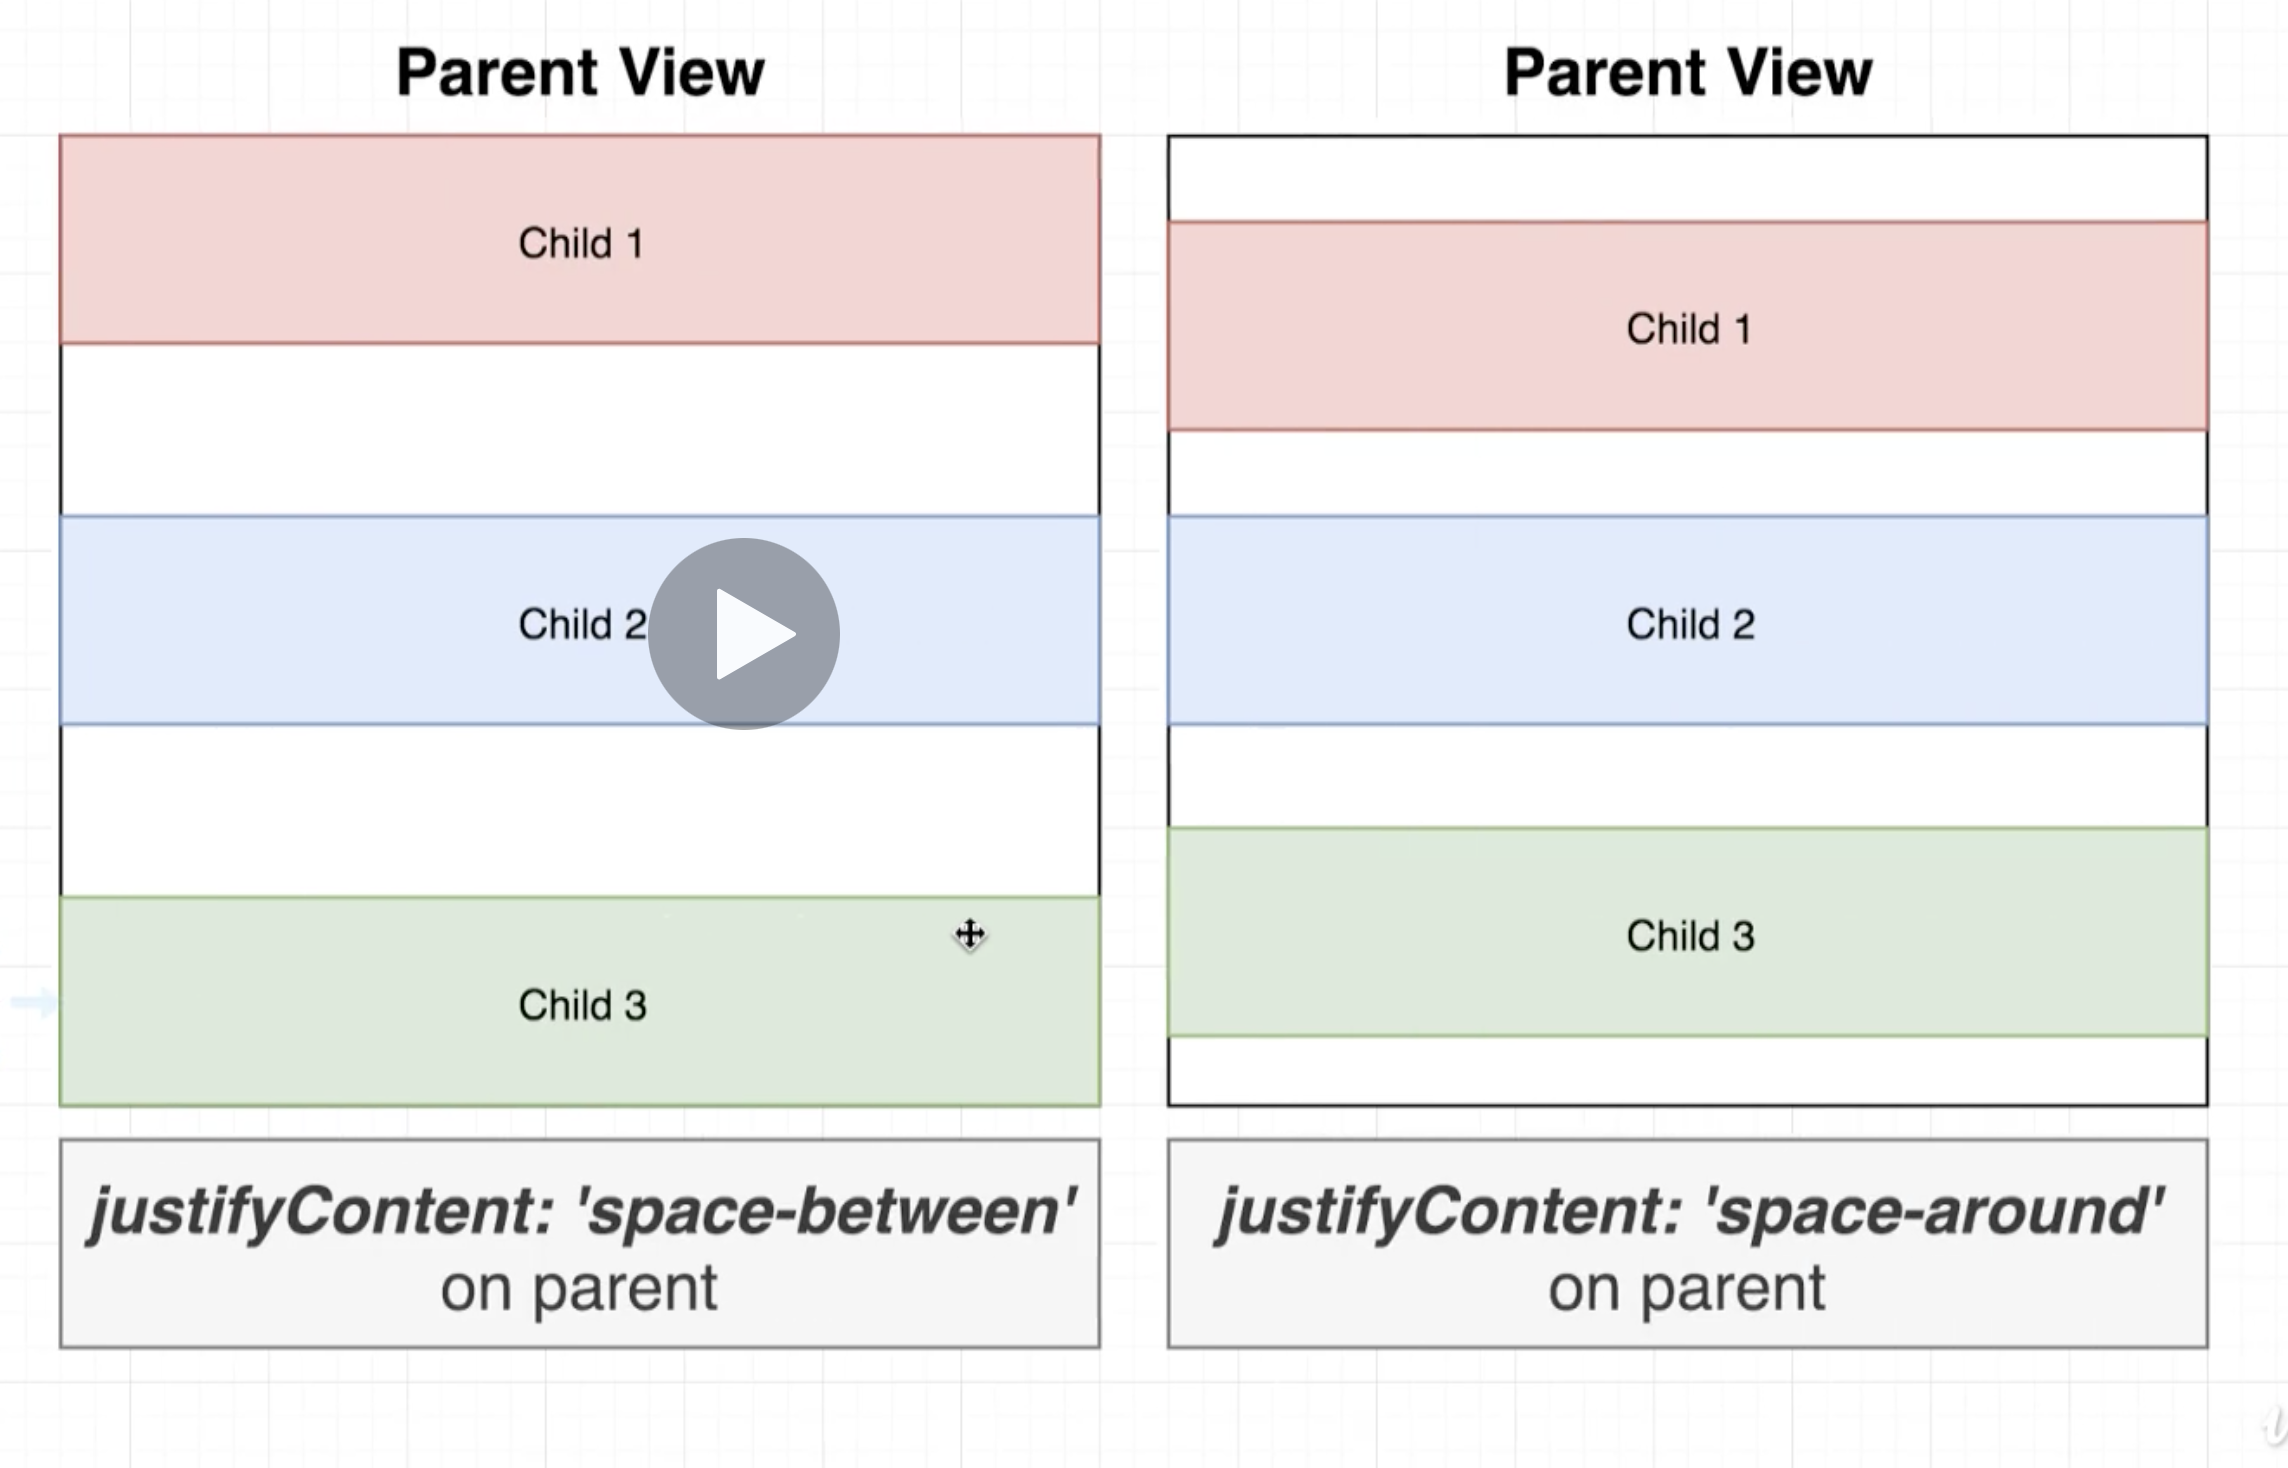 Parent View
Child 1
Child 2
Child 3
justifyContent: 'space-between'
on parent
Parent View
Child 1
Child 2
Child 3
justifyContent: 'space-around'
on parent